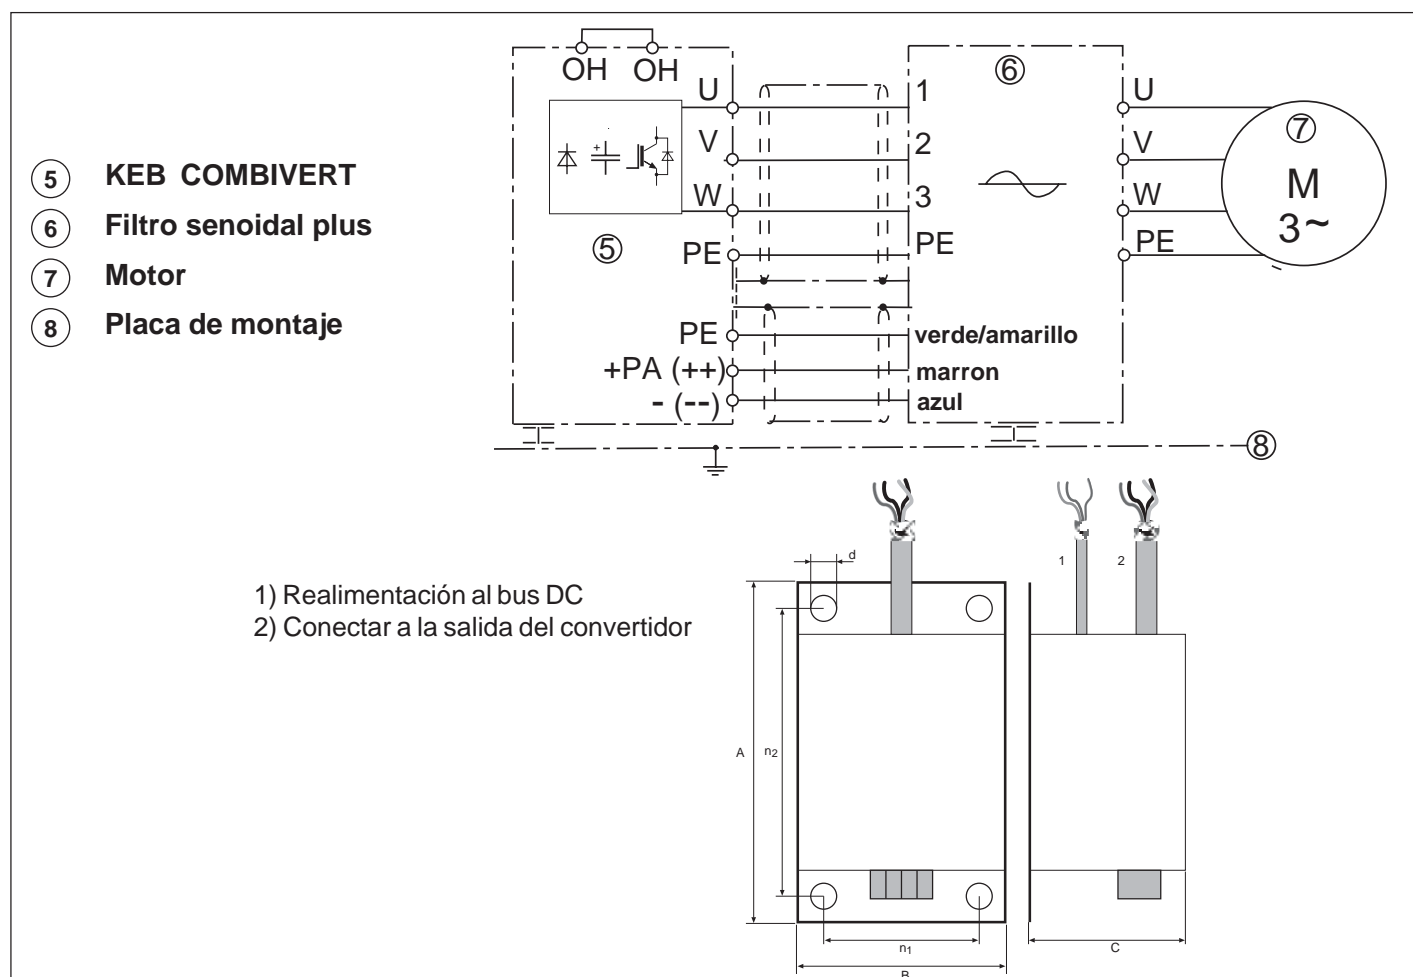 5 KEB COMBIVERT
6 Filtro senoidal plus
7 Motor
8 Placa de montaje
OH OH
U
V
W
PE
5
PE
+PA (++)
- (--)
+
6
1
2
3
PE
verde/amarillo
marron
azul
U
V
W
PE
7
M
3~
8
1) Realimentación al bus DC
2) Conectar a la salida del convertidor
d
A
n2
n1
B
1
2
C